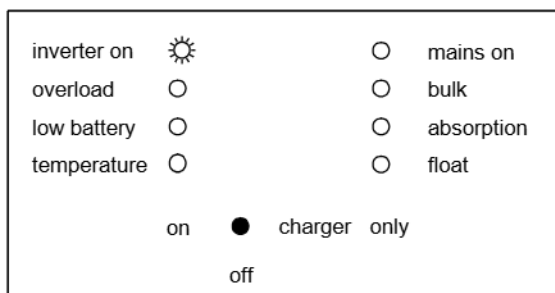 inverter on mains on
overload bulk
low battery absorption
temperature float
on charger only
off